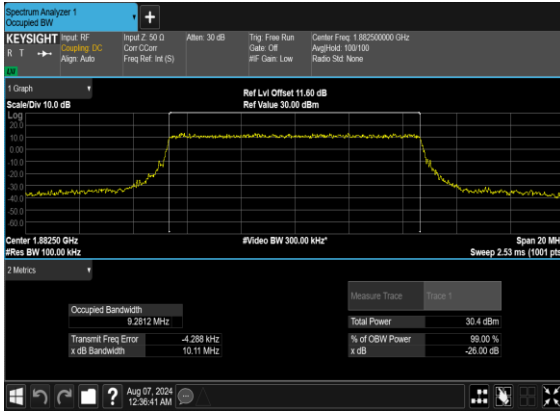 Spectrum Analyzer 1
Occupied BW
+
KEYSIGHT
R T
Input: RF
Coupling: DC
Align: Auto
Input Z: 50 Ω
Corr CCorr
Freq Ref: Int (S)
Atten: 30 dB
Trig: Free Run
Gate: Off
#IF Gain: Low
Center Freq: 1.882500000 GHz
Avg|Hold: 100/100
Radio Std: None
1 Graph
Scale/Div 10.0 dB
Ref Lvl Offset 11.60 dB
Ref Value 30.00 dBm
Log
20.0
10.0
0.00
-10.0
-20.0
-30.0
-40.0
-50.0
-60.0
Center 1.88250 GHz
#Res BW 100.00 kHz
#Video BW 300.00 kHz*
Span 20 MH
Sweep 2.53 ms (1001 pts
2 Metrics
Measure Trace Trace 1
Occupied Bandwidth
9.2812 MHz
Total Power 30.4 dBm
Transmit Freq Error -4.288 kHz
% of OBW Power 99.00 %
x dB Bandwidth 10.11 MHz
x dB -26.00 dB
?
Aug 07, 2024
12:36:41 AM